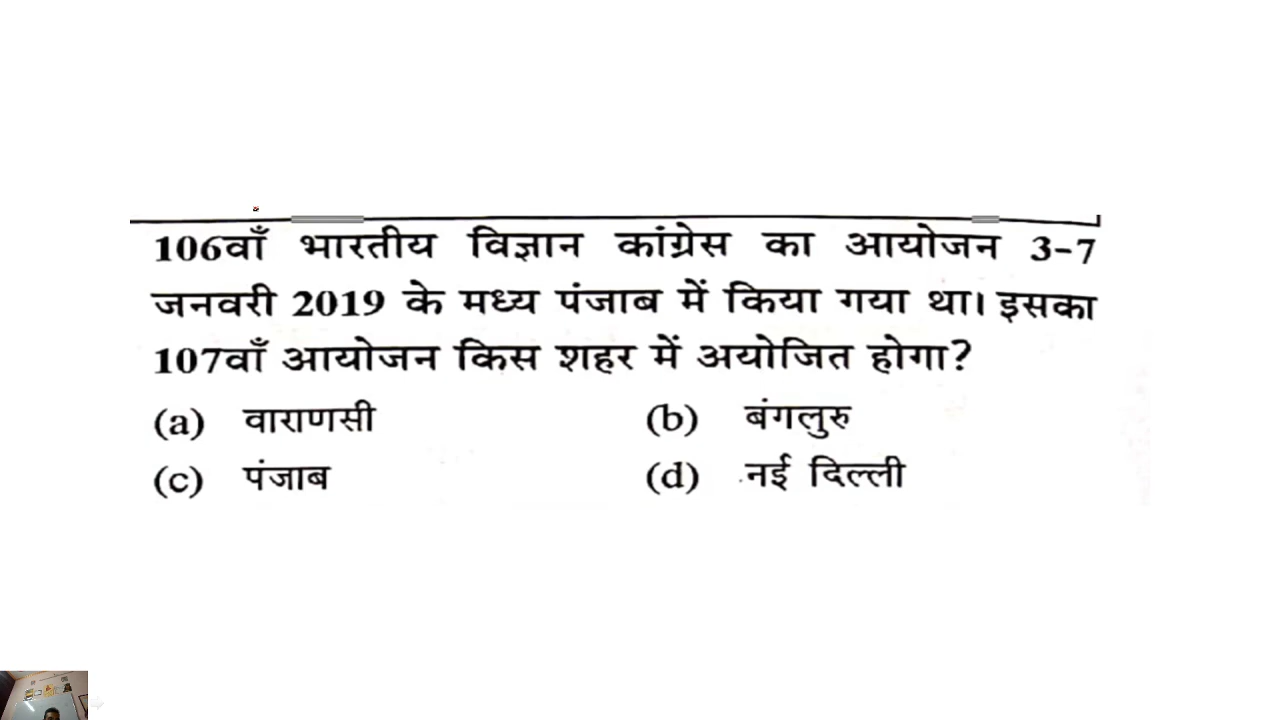 106वाँ भारतीय विज्ञान कांग्रेस का आयोजन 3-7
जनवरी 2019 के मध्य पंजाब में किया गया था। इसका
107वाँ आयोजन किस शहर में अयोजित होगा?
(a) वाराणसी (b) बंगलुरु
(c) पंजाब (d) नई दिल्ली